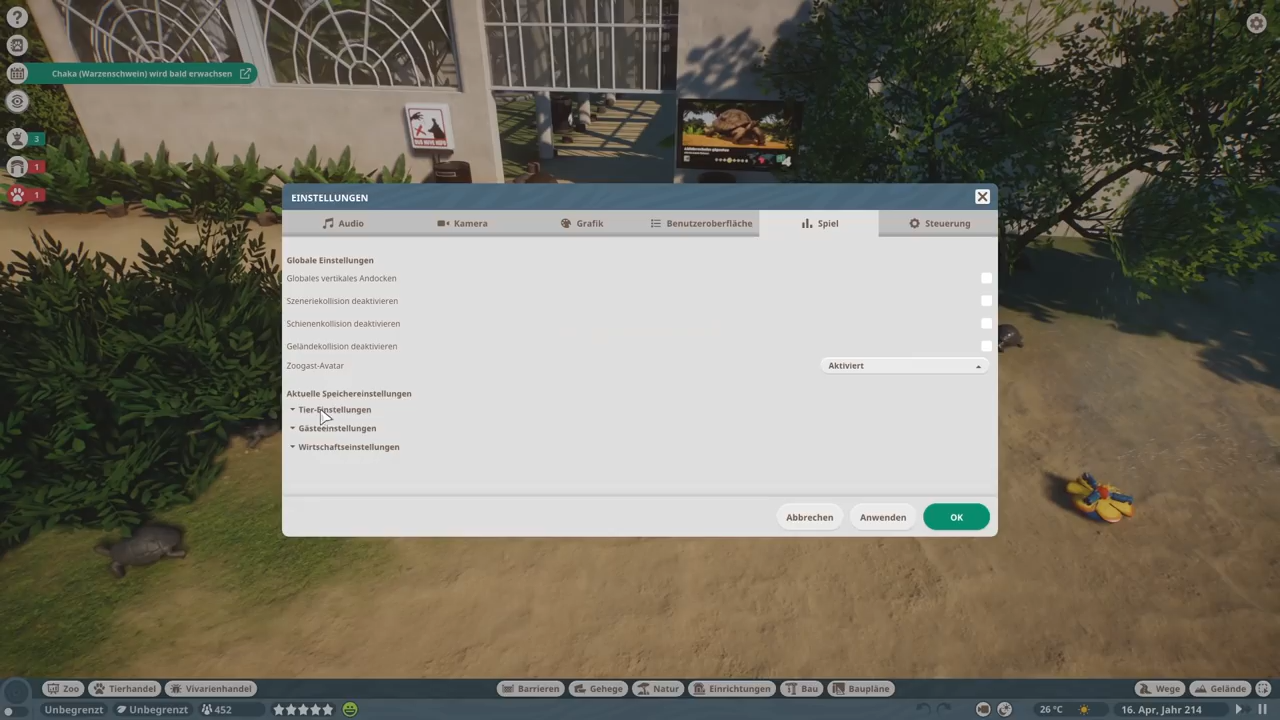 Chaka (Warzenschwein) wird bald erwachsen
3
1
1
EINSTELLUNGEN
Audio
Kamera
Grafik
Benutzeroberfläche
Spiel
Steuerung
Globale Einstellungen
Globales vertikales Andocken
Szeneriekollision deaktivieren
Schienenkollision deaktivieren
Geländekollision deaktivieren
Zoogast-Avatar
Aktiviert
Aktuelle Speichereinstellungen
Tier-Einstellungen
Gästeeinstellungen
Wirtschaftseinstellungen
Abbrechen
Anwenden
OK
Zoo
Tierhandel
Vivarienhandel
Barrieren
Gehege
Natur
Einrichtungen
Bau
Baupläne
Wege
Gelände
Unbegrenzt
Unbegrenzt
452
26 °C
16. Apr, Jahr 214